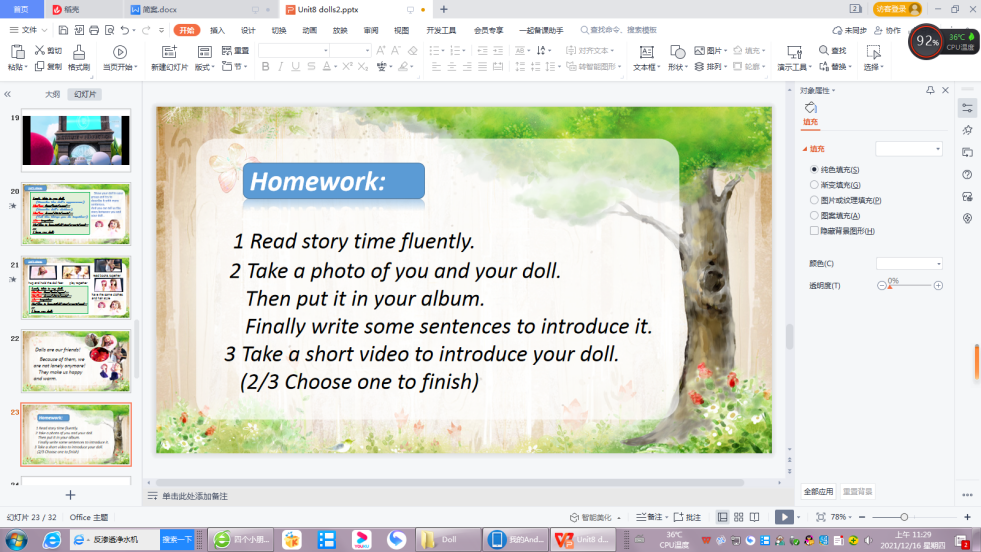 首页
稻壳
简案.docx
Unit8 dolls2.pptx
访客登录
文件
开始
插入
设计
切换
动画
放映
审阅
视图
开发工具
会员专享
一起备课助手
查找命令、搜索模板
未同步
协作
92%
36℃
CPU温度
粘贴
剪切
复制
格式刷
当页开始
新建幻灯片
版式
重置
节
对齐文本
转智能图形
文本框
形状
图片
排列
填充
轮廓
演示工具
查找
替换
选择
大纲
幻灯片
19
20
21
22
Dolls are our friends!
Because of them, we
are not lonely anymore!
They make us happy
and warm.
23
Homework:
1 Read story time fluently.
2 Take a photo of you and your doll.
Then put it in your album.
Finally write some sentences to introduce it.
3 Take a short video to introduce your doll.
(2/3 Choose one to finish)
对象属性
填充
填充
纯色填充(S)
渐变填充(G)
图片或纹理填充(P)
图案填充(A)
隐藏背景图形(H)
颜色(C)
透明度(T)
0%
全部应用
重置背景
单击此处添加备注
幻灯片 23 / 32
Office 主题
智能美化
备注
批注
78%
反渗透净水机
搜索一下
四个小册...
Doll
我的And...
Unit8 d...
36℃
CPU温度
上午 11:29
2021/12/16 星期四